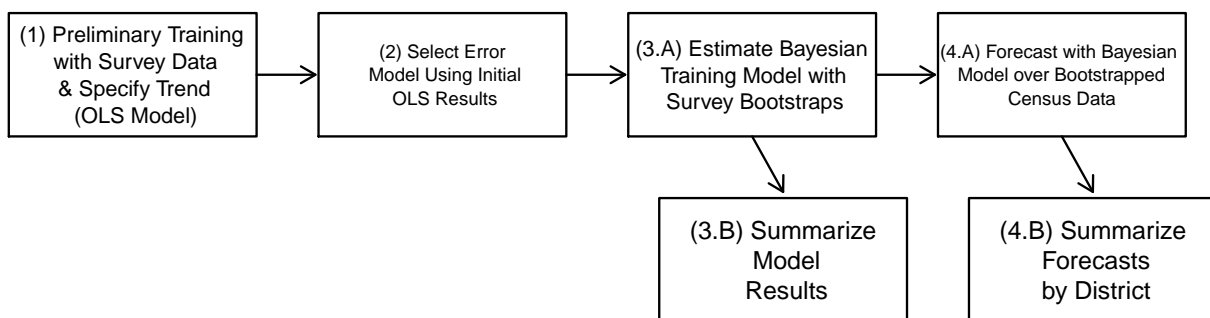 (1) Preliminary Training
with Survey Data
& Specify Trend
(OLS Model)
(2) Select Error
Model Using Initial
OLS Results
(3.A) Estimate Bayesian
Training Model with
Survey Bootstraps
(4.A) Forecast with Bayesian
Model over Bootstrapped
Census Data
(3.B) Summarize
Model
Results
(4.B) Summarize
Forecasts
by District